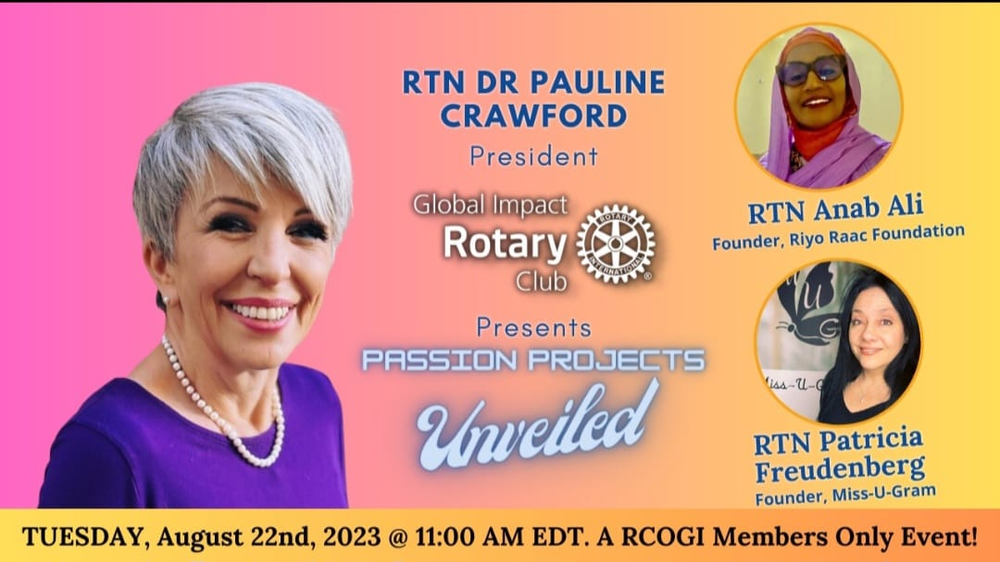 RTN DR PAULINE
CRAWFORD
President
Global Impact
Rotary
Club
ROTARY
INTERNATIONAL
®
Presents
PASSION PROJECTS
Unveiled
RTN Anab Ali
Founder, Riyo Raac Foundation
WUG
iss-U-G
RTN Patricia
Freudenberg
Founder, Miss-U-Gram
TUESDAY, August 22nd, 2023 @ 11:00 AM EDT. A RCOGI Members Only Event!